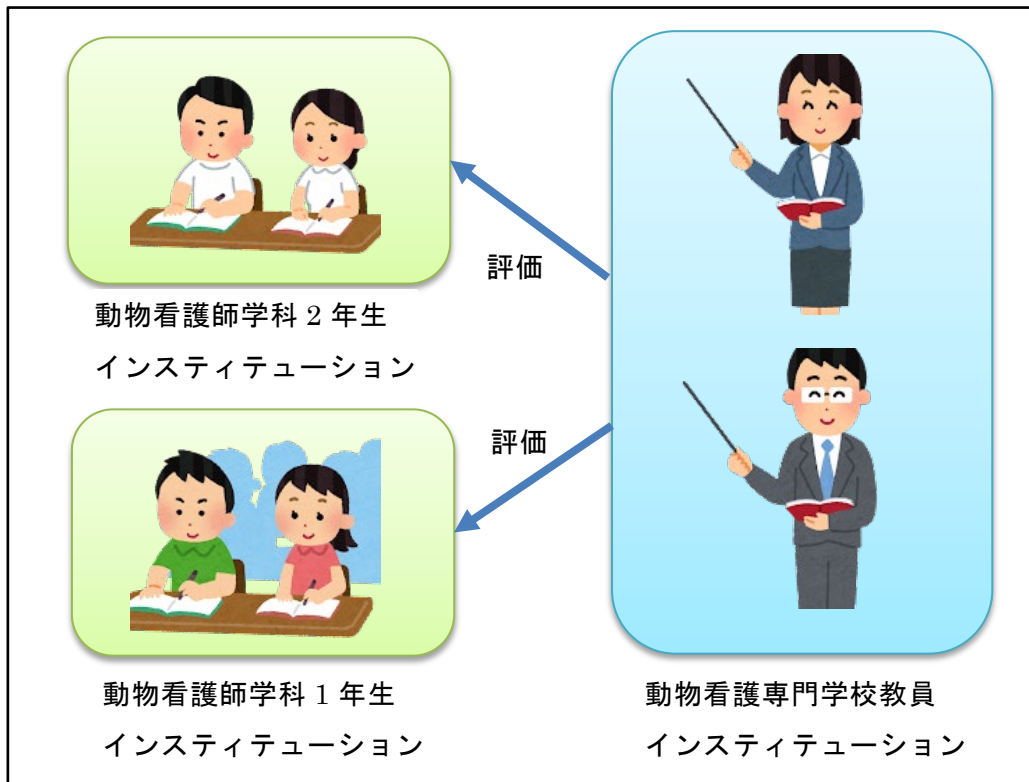 評価
動物看護師学科 2 年生
インスティテューション
評価
動物看護師学科 1 年生
インスティテューション
動物看護専門学校教員
インスティテューション